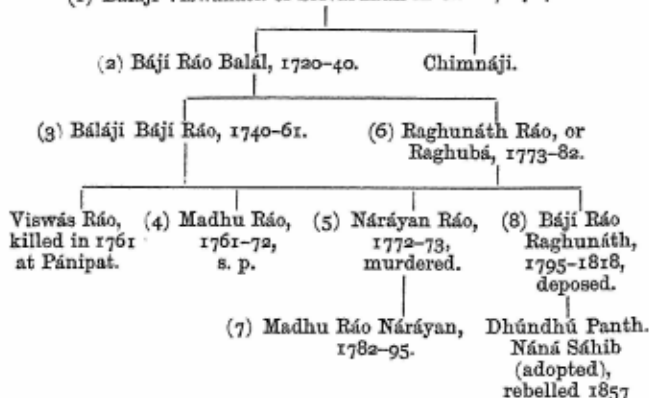 (2) Bájí Ráo Balál, 1720–40. Chimnáji.
(3) Báláji Bájí Ráo, 1740–61. (6) Raghunáth Ráo, or
Raghubá, 1773–82.
Viswás Ráo, (4) Madhu Ráo, (5) Náráyan Ráo, (8) Bájí Ráo
killed in 1761 1761–72, 1772–73, Raghunáth,
at Pánipat. s. p. murdered. 1795–1818,
deposed.
(7) Madhu Ráo Náráyan, Dhúndhú Panth.
1782–95. Náná Sáhib
(adopted),
rebelled 1857